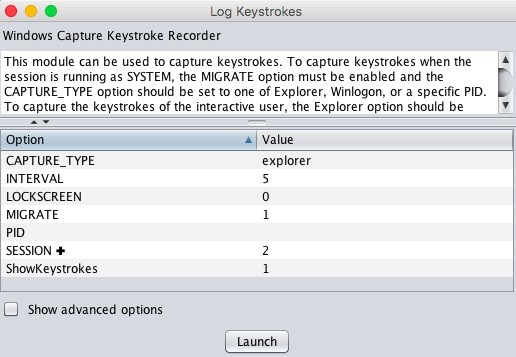 Log Keystrokes
Windows Capture Keystroke Recorder
This module can be used to capture keystrokes. To capture keystrokes when the
session is running as SYSTEM, the MIGRATE option must be enabled and the
CAPTURE_TYPE option should be set to one of Explorer, Winlogon, or a specific PID.
To capture the keystrokes of the interactive user, the Explorer option should be
Option Value
CAPTURE_TYPE explorer
INTERVAL 5
LOCKSCREEN 0
MIGRATE 1
PID
SESSION ✚ 2
ShowKeystrokes 1
Show advanced options
Launch